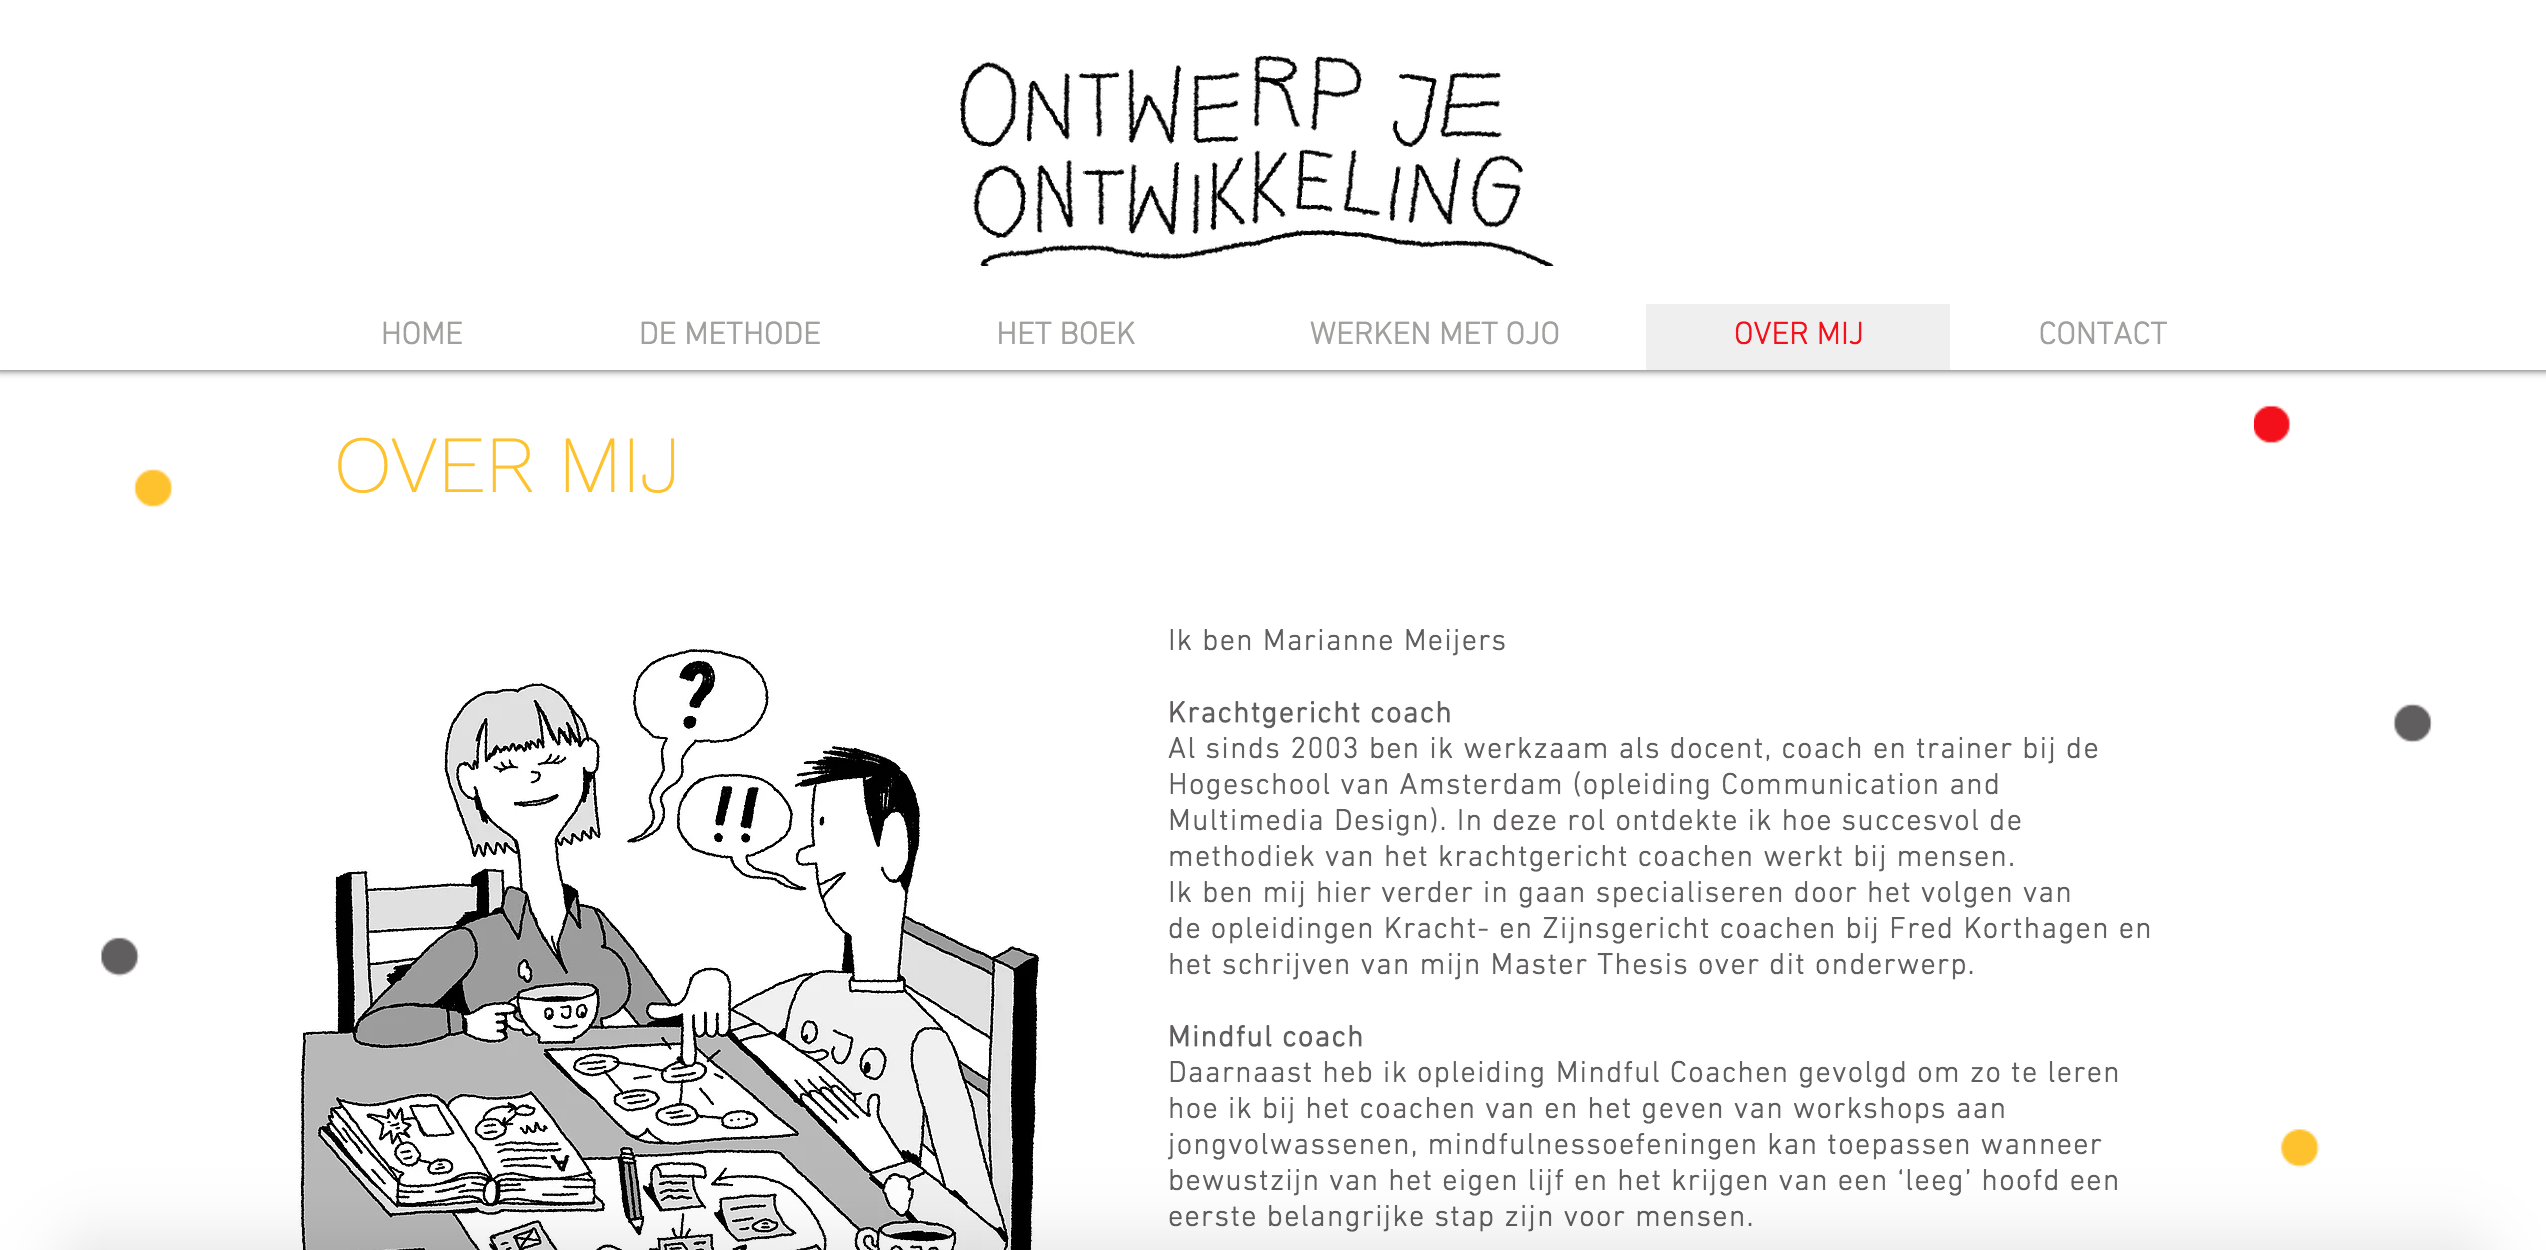 ONTWERP JE
ONTWIKKELING
HOME
DE METHODE
HET BOEK
WERKEN MET OJO
OVER MIJ
CONTACT
OVER MIJ
?
!!
OJO
OJO
OJO
Ik ben Marianne Meijers
Krachtgericht coach
Al sinds 2003 ben ik werkzaam als docent, coach en trainer bij de
Hogeschool van Amsterdam (opleiding Communication and
Multimedia Design). In deze rol ontdekte ik hoe succesvol de
methodiek van het krachtgericht coachen werkt bij mensen.
Ik ben mij hier verder in gaan specialiseren door het volgen van
de opleidingen Kracht- en Zijnsgericht coachen bij Fred Korthagen en
het schrijven van mijn Master Thesis over dit onderwerp.
Mindful coach
Daarnaast heb ik opleiding Mindful Coachen gevolgd om zo te leren
hoe ik bij het coachen van en het geven van workshops aan
jongvolwassenen, mindfulnessoefeningen kan toepassen wanneer
bewustzijn van het eigen lijf en het krijgen van een ‘leeg’ hoofd een
eerste belangrijke stap zijn voor mensen.